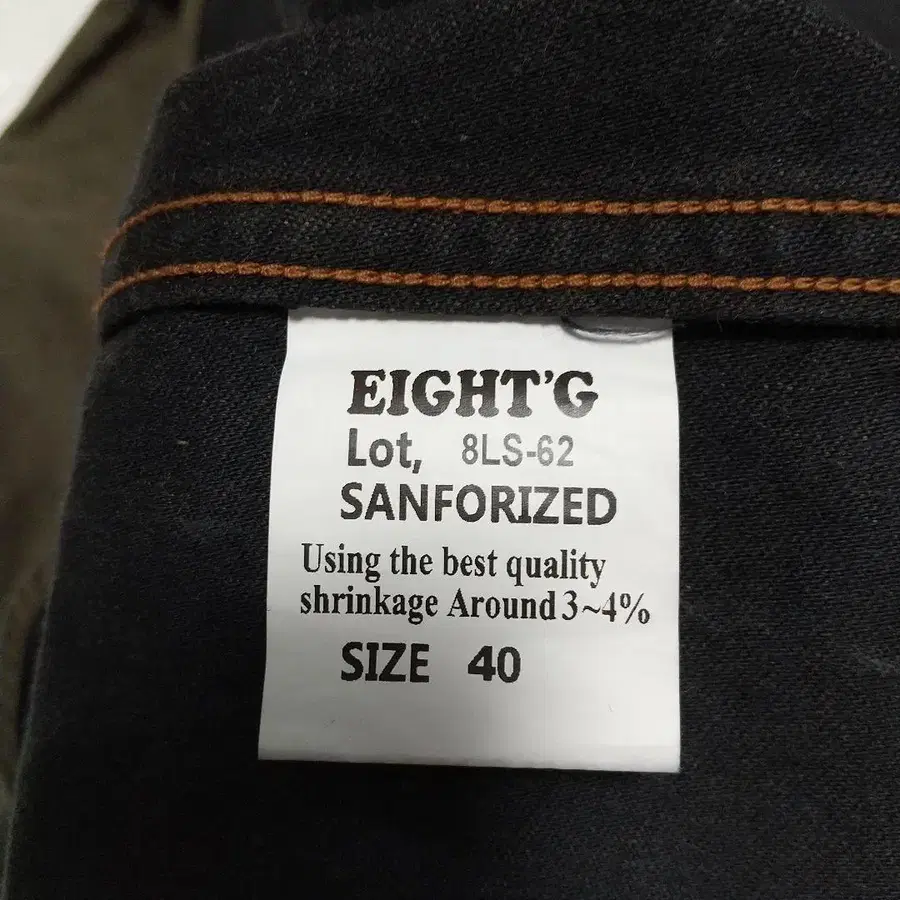 EIGHT'G
Lot, 8LS-62
SANFORIZED
Using the best quality
shrinkage Around 3~4%
SIZE 40